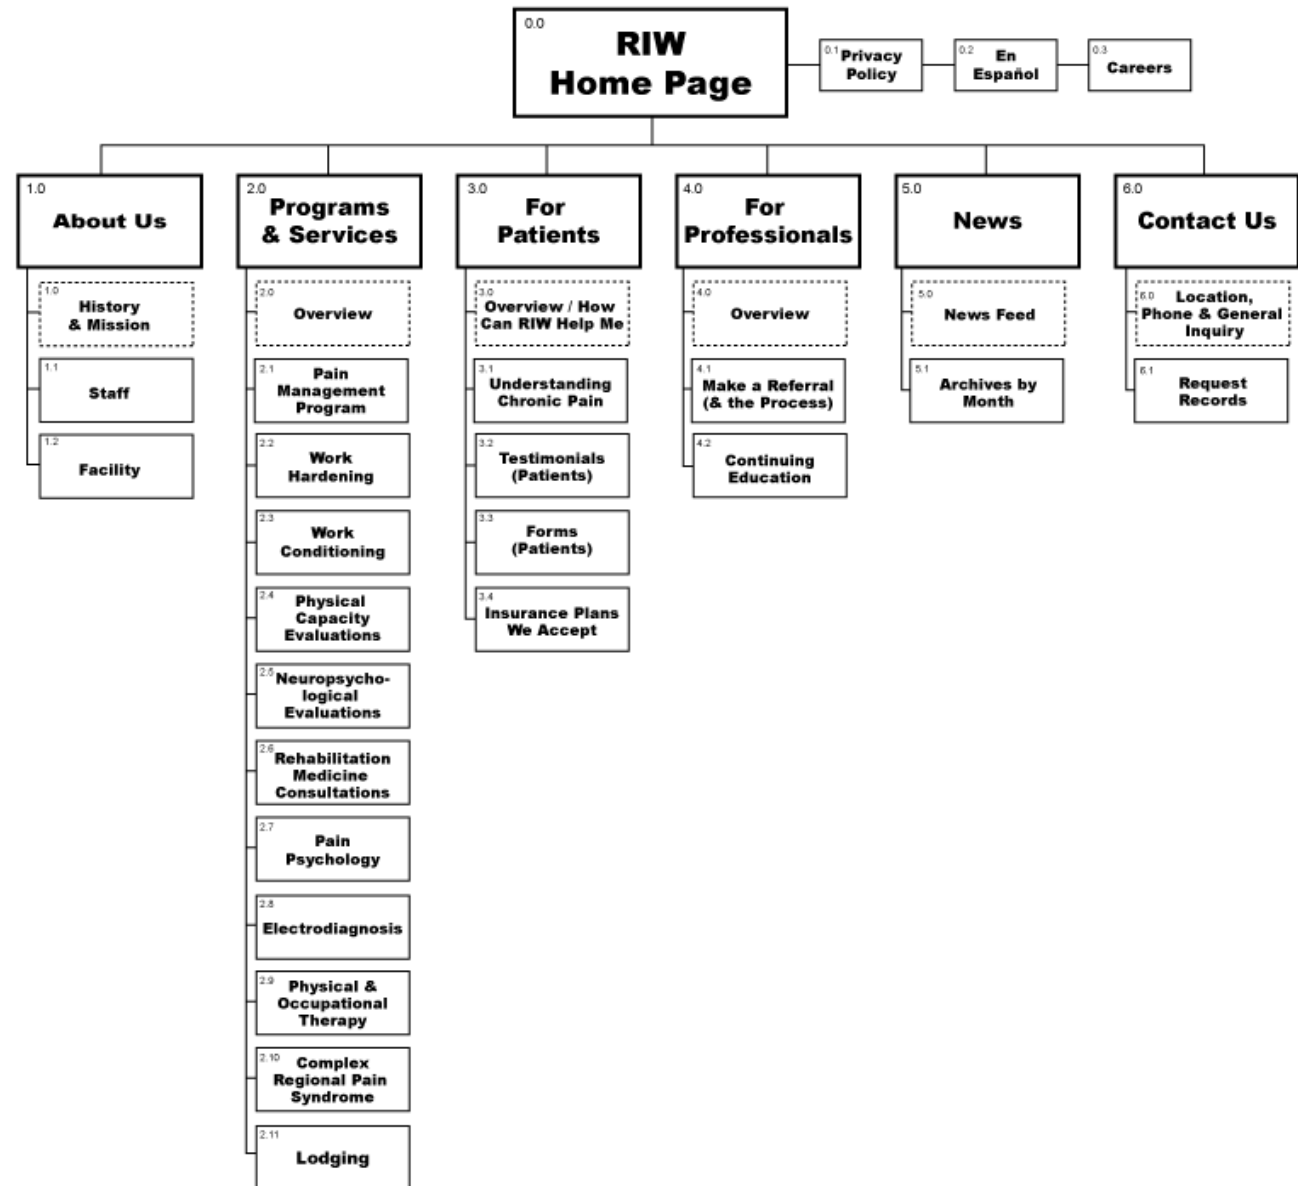 0.0
RIW
Home Page
0.1
Privacy
Policy
0.2
En
Español
0.3
Careers
1.0
About Us
1.0
History
& Mission
1.1
Staff
1.2
Facility
2.0
Programs
& Services
2.0
Overview
2.1
Pain
Management
Program
2.2
Work
Hardening
2.3
Work
Conditioning
2.4
Physical
Capacity
Evaluations
2.5
Neuropsycho-
logical
Evaluations
2.6
Rehabilitation
Medicine
Consultations
2.7
Pain
Psychology
2.8
Electrodiagnosis
2.9
Physical &
Occupational
Therapy
2.10
Complex
Regional Pain
Syndrome
2.11
Lodging
3.0
For
Patients
3.0
Overview / How
Can RIW Help Me
3.1
Understanding
Chronic Pain
3.2
Testimonials
(Patients)
3.3
Forms
(Patients)
3.4
Insurance Plans
We Accept
4.0
For
Professionals
4.0
Overview
4.1
Make a Referral
(& the Process)
4.2
Continuing
Education
5.0
News
5.0
News Feed
5.1
Archives by
Month
6.0
Contact Us
6.0
Location,
Phone & General
Inquiry
6.1
Request
Records